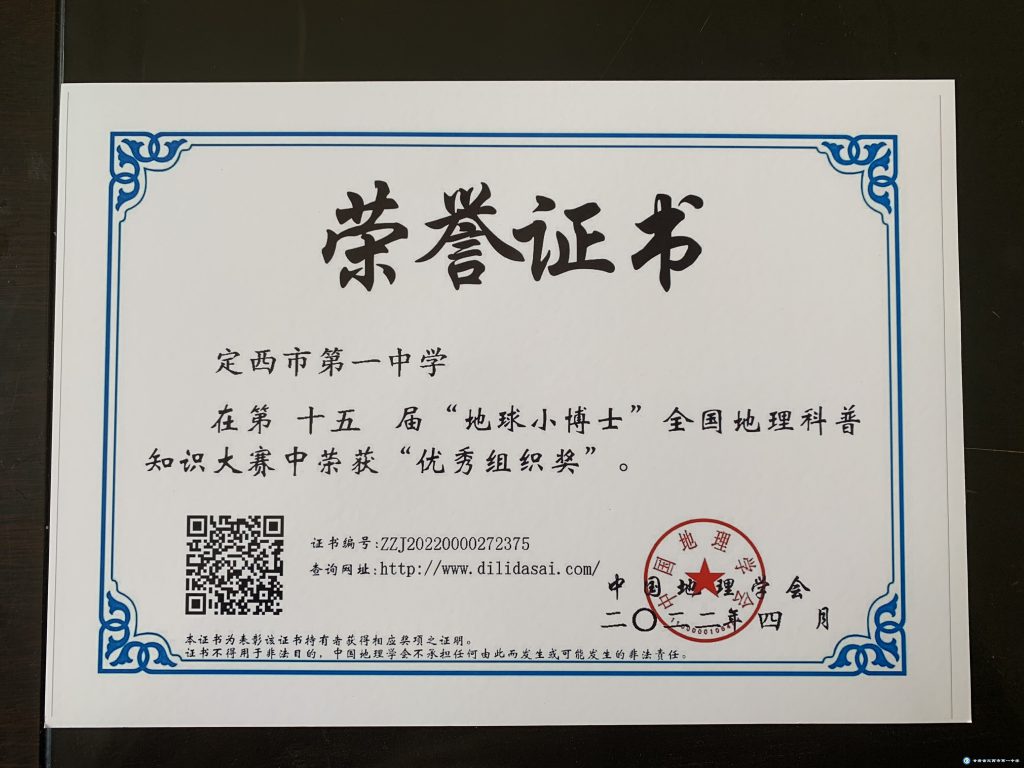 荣誉证书
定西市第一中学
在第 十五 届“地球小博士”全国地理科普
知识大赛中荣获“优秀组织奖”。
证书编号:ZZJ20220000272375
查询网址:http://www.dilidasai.com/
中国地理学会
中国地理学会
二〇二二年四 月
本证书为表彰该证书持有者获得相应奖项之证明。
证书不得用于非法目的，中国地理学会不承担任何由此而发生或可能发生的非法责任。